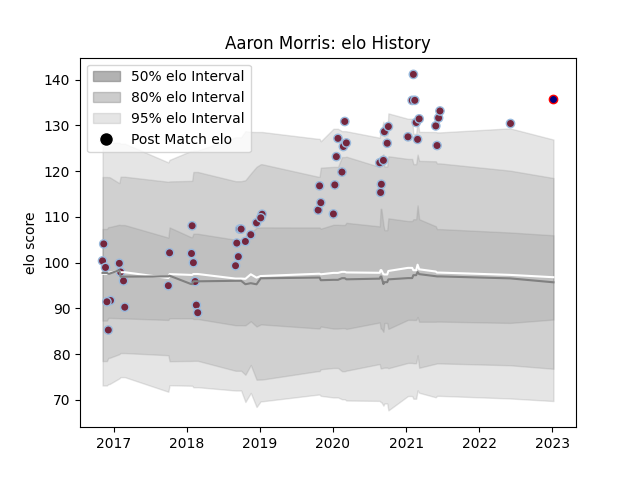 Aaron Morris: elo History
50% elo Interval
80% elo Interval
95% elo Interval
Post Match elo
elo score
140
130
120
110
100
90
80
70
2017 2018 2019 2020 2021 2022 2023